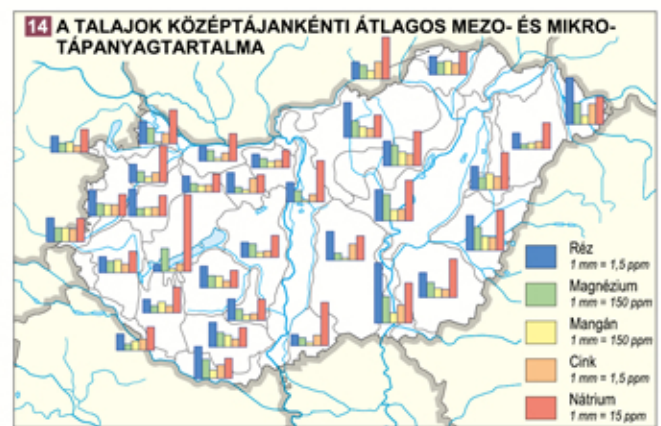 14 A TALAJOK KÖZÉPTÁJANKÉNTI ÁTLAGOS MEZO- ÉS MIKRO-
TÁPANYAGTARTALMA
Réz
1 mm = 1,5 ppm
Magnézium
1 mm = 150 ppm
Mangán
1 mm = 150 ppm
Cink
1 mm = 1,5 ppm
Nátrium
1 mm = 15 ppm